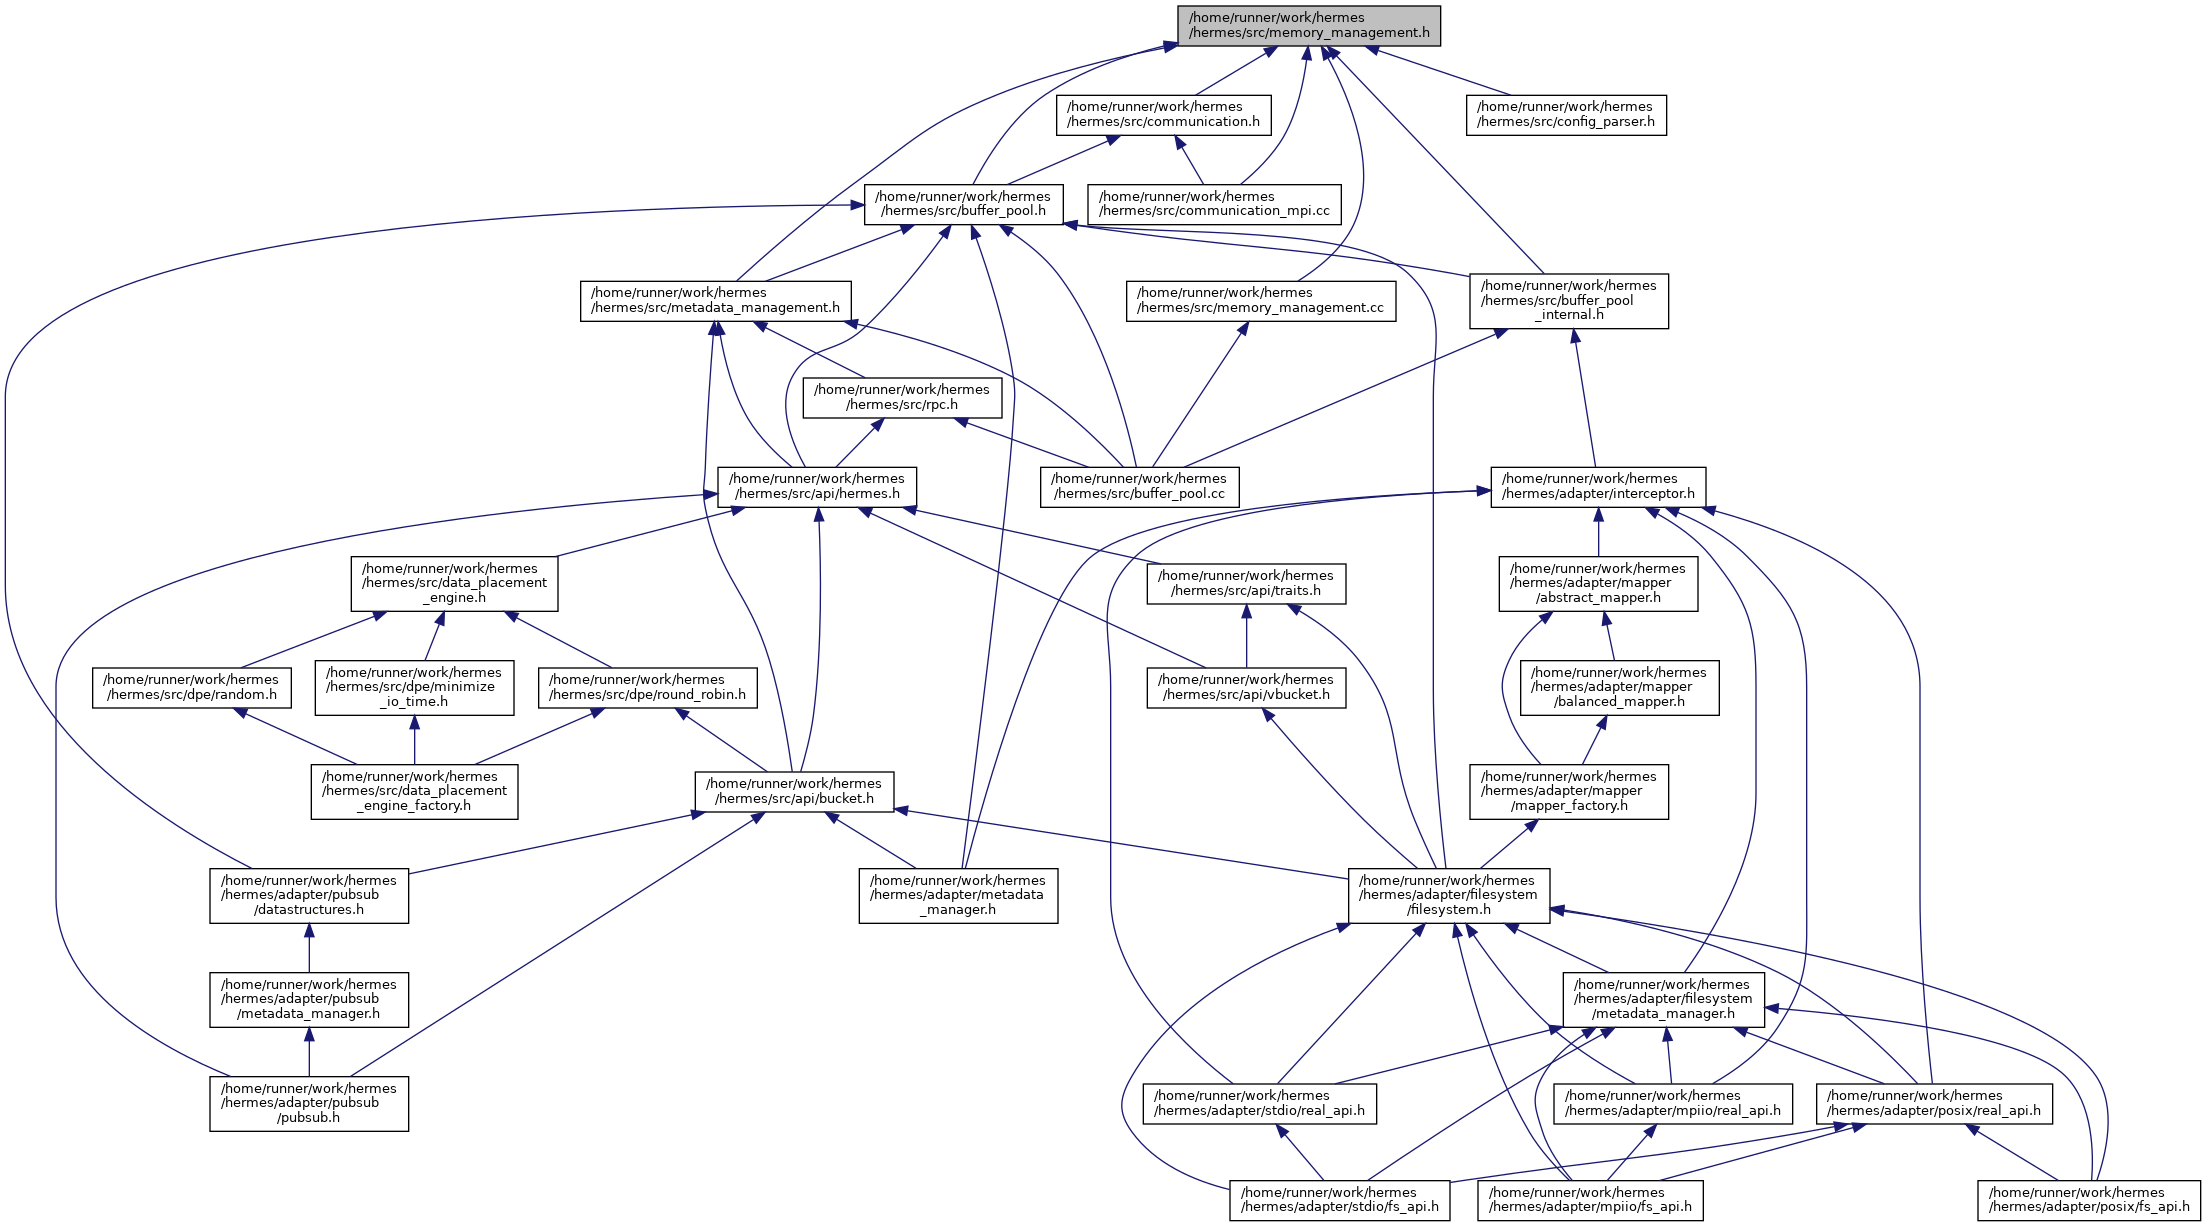 /home/runner/work/hermes
/hermes/src/memory_management.h
/home/runner/work/hermes
/hermes/src/communication.h
/home/runner/work/hermes
/hermes/src/config_parser.h
/home/runner/work/hermes
/hermes/src/buffer_pool.h
/home/runner/work/hermes
/hermes/src/communication_mpi.cc
/home/runner/work/hermes
/hermes/src/metadata_management.h
/home/runner/work/hermes
/hermes/src/memory_management.cc
/home/runner/work/hermes
/hermes/src/buffer_pool
_internal.h
/home/runner/work/hermes
/hermes/src/rpc.h
/home/runner/work/hermes
/hermes/src/api/hermes.h
/home/runner/work/hermes
/hermes/src/buffer_pool.cc
/home/runner/work/hermes
/hermes/adapter/interceptor.h
/home/runner/work/hermes
/hermes/src/data_placement
_engine.h
/home/runner/work/hermes
/hermes/src/api/traits.h
/home/runner/work/hermes
/hermes/adapter/mapper
/abstract_mapper.h
/home/runner/work/hermes
/hermes/src/dpe/random.h
/home/runner/work/hermes
/hermes/src/dpe/minimize
_io_time.h
/home/runner/work/hermes
/hermes/src/dpe/round_robin.h
/home/runner/work/hermes
/hermes/src/api/vbucket.h
/home/runner/work/hermes
/hermes/adapter/mapper
/balanced_mapper.h
/home/runner/work/hermes
/hermes/src/data_placement
_engine_factory.h
/home/runner/work/hermes
/hermes/src/api/bucket.h
/home/runner/work/hermes
/hermes/adapter/mapper
/mapper_factory.h
/home/runner/work/hermes
/hermes/adapter/pubsub
/datastructures.h
/home/runner/work/hermes
/hermes/adapter/metadata
_manager.h
/home/runner/work/hermes
/hermes/adapter/filesystem
/filesystem.h
/home/runner/work/hermes
/hermes/adapter/pubsub
/metadata_manager.h
/home/runner/work/hermes
/hermes/adapter/filesystem
/metadata_manager.h
/home/runner/work/hermes
/hermes/adapter/pubsub
/pubsub.h
/home/runner/work/hermes
/hermes/adapter/stdio/real_api.h
/home/runner/work/hermes
/hermes/adapter/mpiio/real_api.h
/home/runner/work/hermes
/hermes/adapter/posix/real_api.h
/home/runner/work/hermes
/hermes/adapter/stdio/fs_api.h
/home/runner/work/hermes
/hermes/adapter/mpiio/fs_api.h
/home/runner/work/hermes
/hermes/adapter/posix/fs_api.h